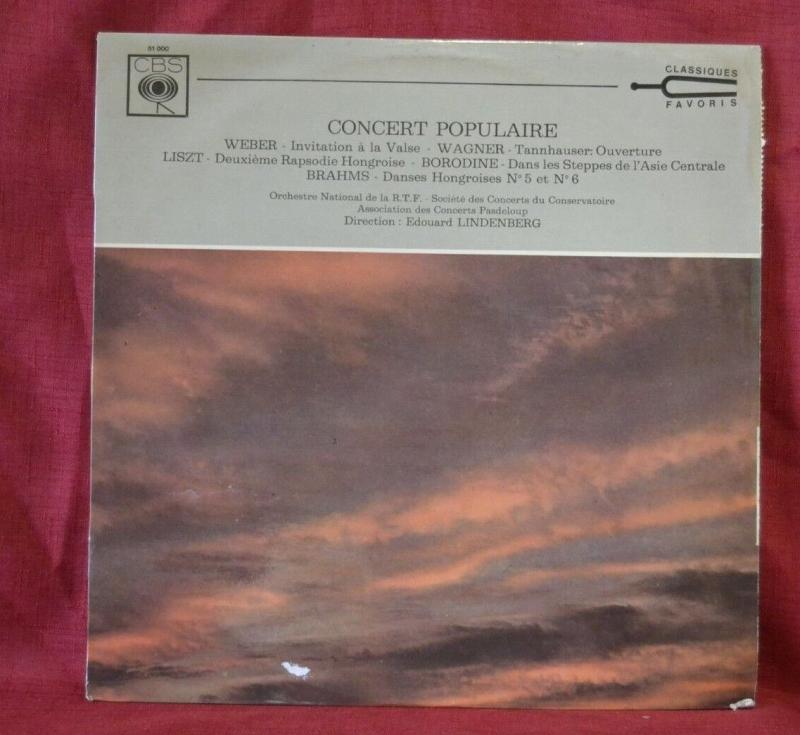 51 000
CBS
CLASSIQUES
FAVORIS
CONCERT POPULAIRE
WEBER - Invitation à la Valse - WAGNER - Tannhauser: Ouverture
LISZT - Deuxième Rapsodie Hongroise - BORODINE - Dans les Steppes de l'Asie Centrale
BRAHMS - Danses Hongroises N° 5 et N° 6
Orchestre National de la R.T.F. - Société des Concerts du Conservatoire
Association des Concerts Pasdeloup
Direction : Edouard LINDENBERG